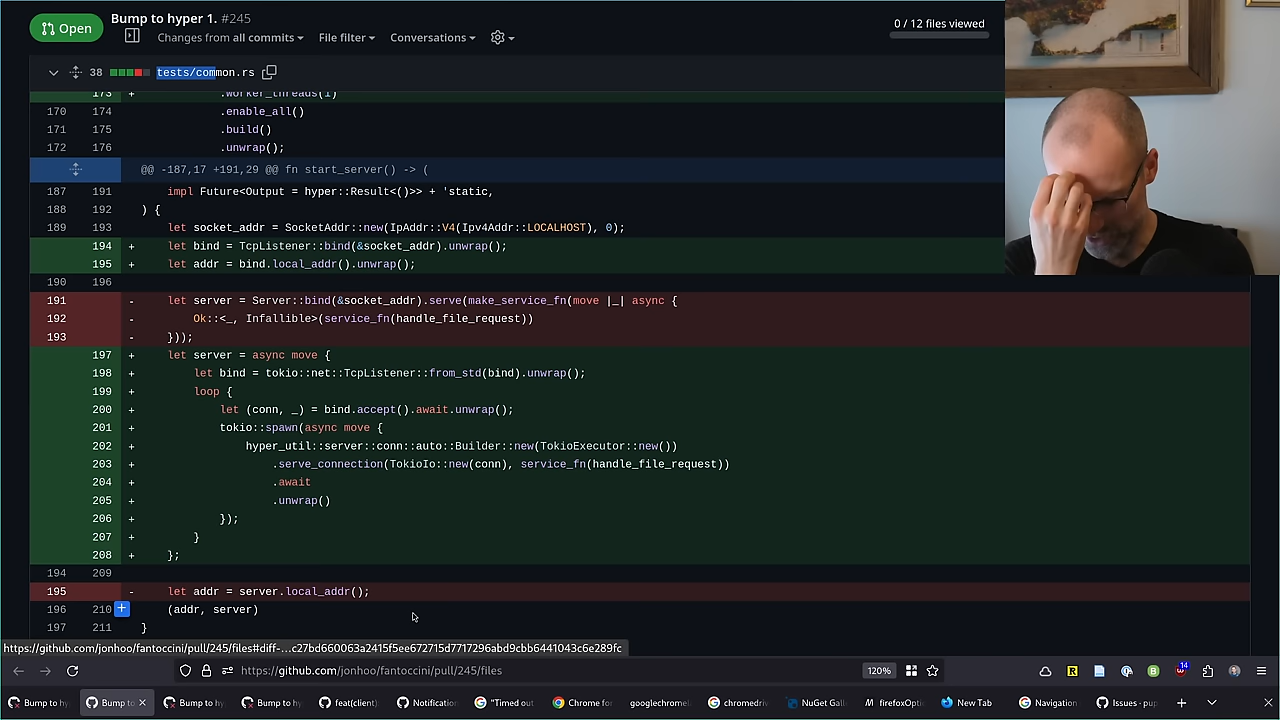 Open
Bump to hyper 1. #245
Changes from all commits
File filter
Conversations
0 / 12 files viewed
38 tests/common.rs
173 + .worker_threads(1)
170 174 .enable_all()
171 175 .build()
172 176 .unwrap();
@@ -187,17 +191,29 @@ fn start_server() -> (
187 191 impl Future<Output = hyper::Result<()>> + 'static,
188 192 ) {
189 193 let socket_addr = SocketAddr::new(IpAddr::V4(Ipv4Addr::LOCALHOST), 0);
194 + let bind = TcpListener::bind(&socket_addr).unwrap();
195 + let addr = bind.local_addr().unwrap();
190 196
191 - let server = Server::bind(&socket_addr).serve(make_service_fn(move |_| async {
192 - Ok::<_, Infallible>(service_fn(handle_file_request))
193 - }));
197 + let server = async move {
198 + let bind = tokio::net::TcpListener::from_std(bind).unwrap();
199 + loop {
200 + let (conn, _) = bind.accept().await.unwrap();
201 + tokio::spawn(async move {
202 + hyper_util::server::conn::auto::Builder::new(TokioExecutor::new())
203 + .serve_connection(TokioIo::new(conn), service_fn(handle_file_request))
204 + .await
205 + .unwrap()
206 + });
207 + }
208 + };
194 209
195 - let addr = server.local_addr();
196 210 + (addr, server)
197 211 }
https://github.com/jonhoo/fantoccini/pull/245/files#diff-…c27bd660063a2415f5ee672715d7717296abd9cbb6441043c6e289fc
https://github.com/jonhoo/fantoccini/pull/245/files
120%
14
Bump to hy
Bump to
Bump to hy
Bump to hy
feat(client)
Notification
"Timed out
Chrome for
googlechromel
chromedriv
NuGet Gall
firefoxOpti
New Tab
Navigation
Issues - pup